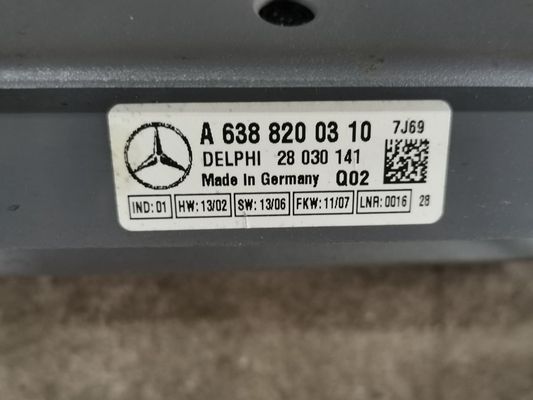 A 638 820 03 10 7J69
DELPHI 28 030 141
Made in Germany Q02
IND: 01 HW: 13/02 SW: 13/06 FKW: 11/07 LNR: 0016 28